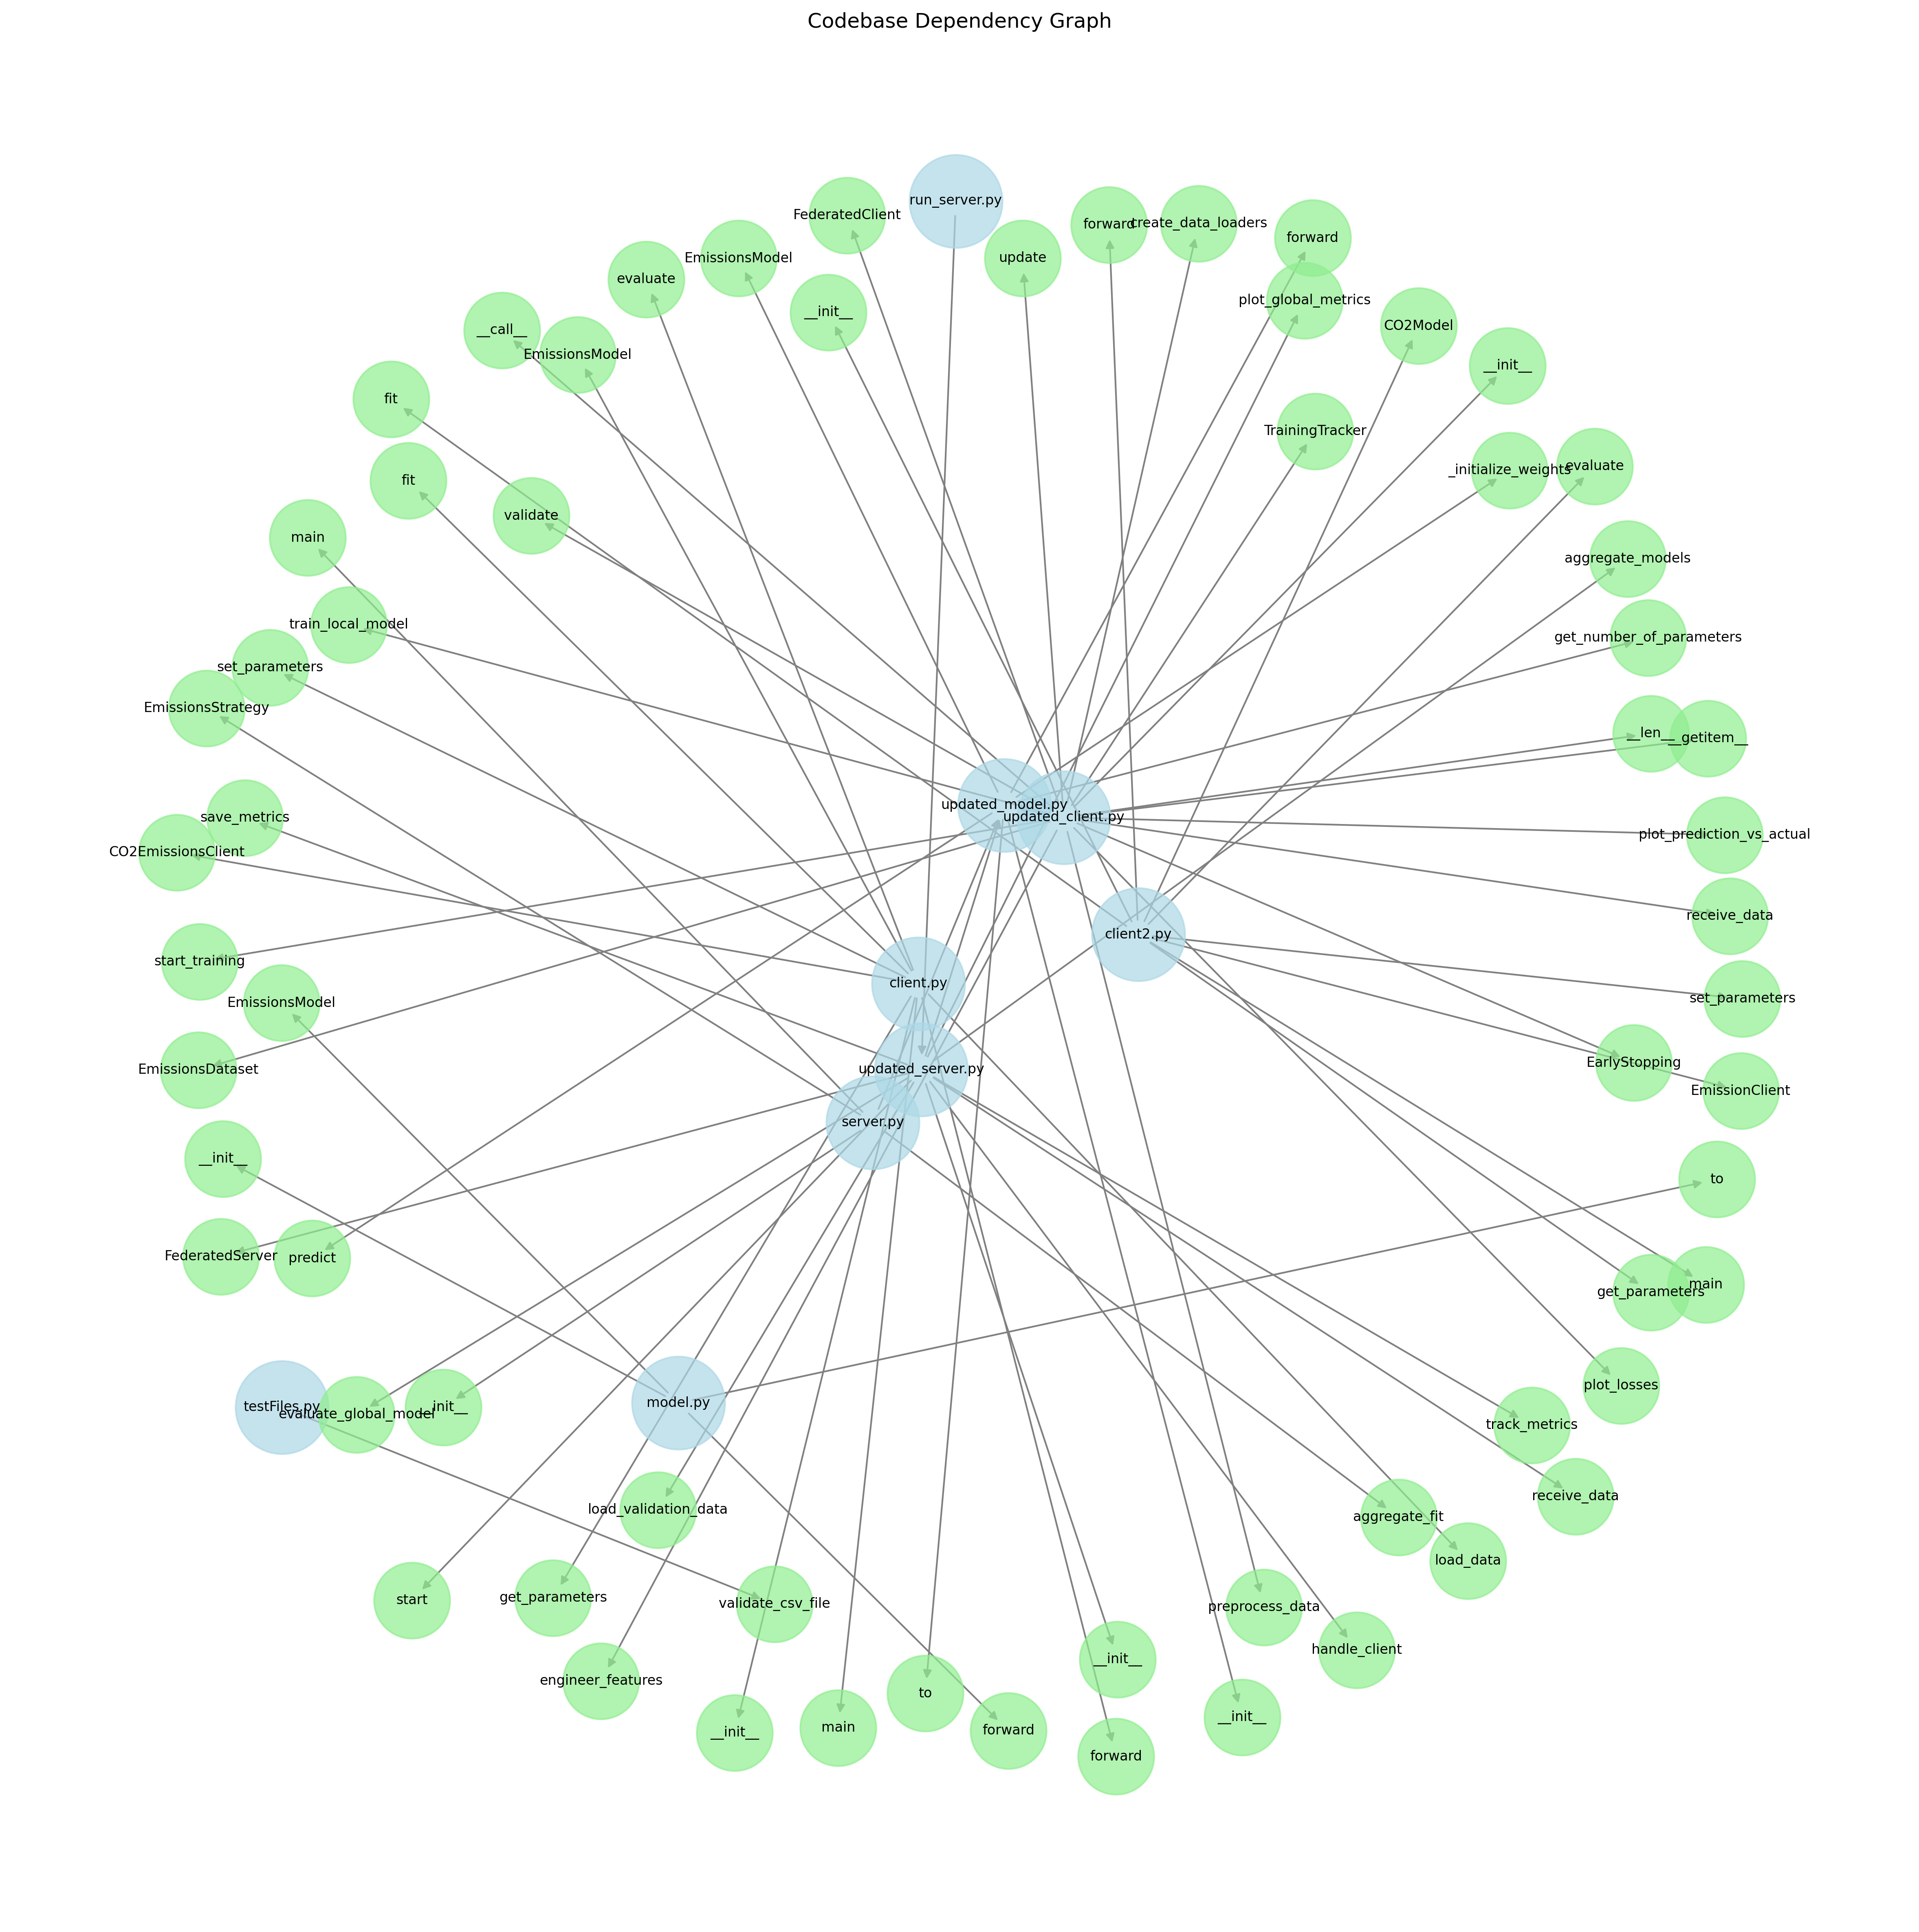 Codebase Dependency Graph
run_server.py
FederatedClient
forward
create_data_loaders
forward
EmissionsModel
update
evaluate
plot_global_metrics
__init__
CO2Model
__call__
EmissionsModel
__init__
fit
TrainingTracker
_initialize_weights
evaluate
fit
validate
main
aggregate_models
train_local_model
get_number_of_parameters
set_parameters
EmissionsStrategy
__len__
__getitem__
updated_model.py
updated_client.py
save_metrics
plot_prediction_vs_actual
CO2EmissionsClient
receive_data
client2.py
start_training
client.py
set_parameters
EmissionsModel
EmissionsDataset
updated_server.py
EarlyStopping
EmissionClient
server.py
__init__
to
FederatedServer
predict
get_parameters
main
plot_losses
testFiles.py
evaluate_global_model
__init__
model.py
track_metrics
receive_data
load_validation_data
aggregate_fit
load_data
start
get_parameters
validate_csv_file
preprocess_data
handle_client
__init__
engineer_features
to
__init__
main
forward
__init__
forward